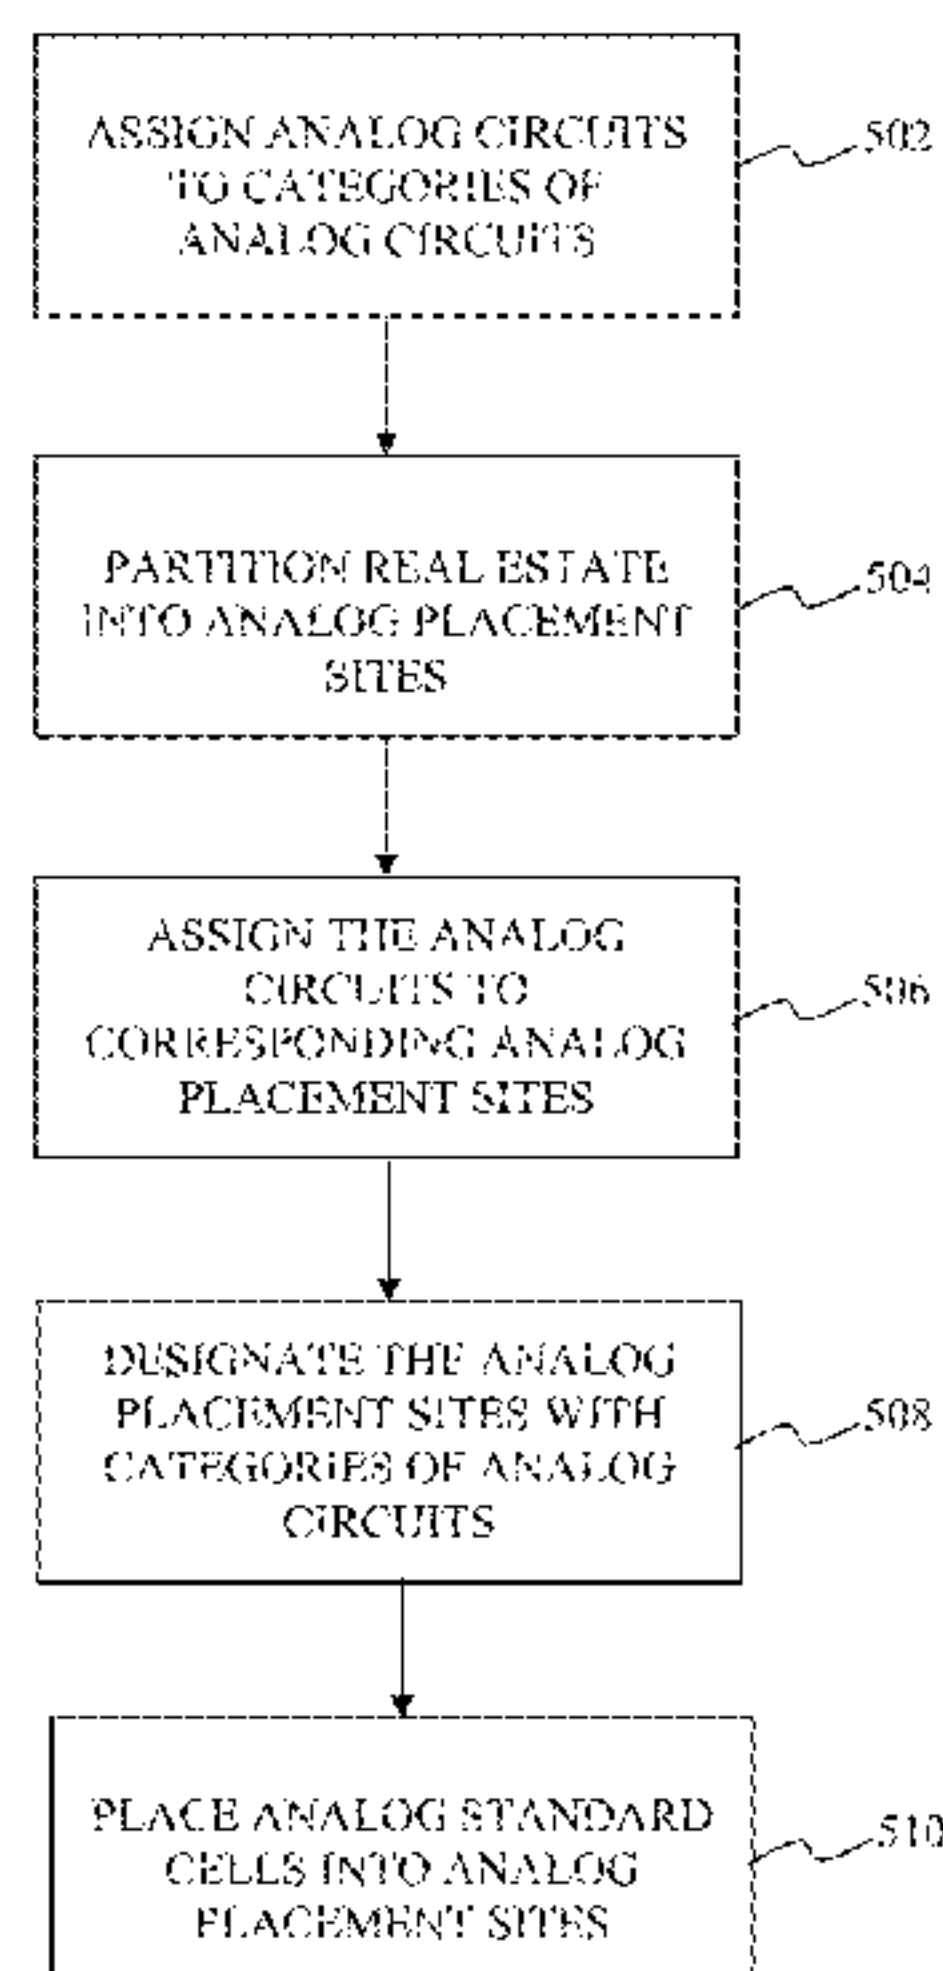 ASSIGN ANALOG CIRCUITS
TO CATEGORIES OF
ANALOG CIRCUITS
502
PARTITION REAL ESTATE
INTO ANALOG PLACEMENT
SITES
504
ASSIGN THE ANALOG
CIRCUITS TO
CORRESPONDING ANALOG
PLACEMENT SITES
506
DESIGNATE THE ANALOG
PLACEMENT SITES WITH
CATEGORIES OF ANALOG
CIRCUITS
508
PLACE ANALOG STANDARD
CELLS INTO ANALOG
PLACEMENT SITES
510